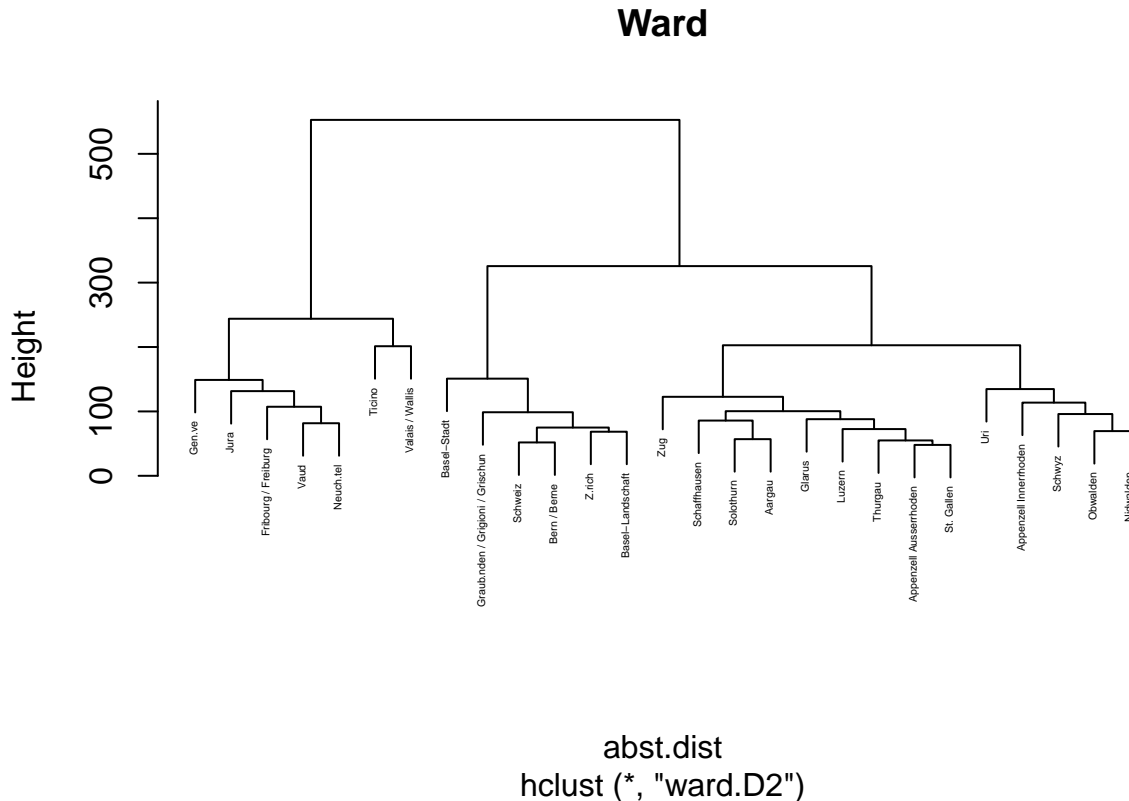 Ward
Height
500
300
100
0
Gen.ve
Jura
Fribourg / Freiburg
Vaud
Neuch.tel
Ticino
Valais / Wallis
Basel−Stadt
Graub.nden / Grigioni / Grischun
Schweiz
Bern / Berne
Z.rich
Basel−Landschaft
Zug
Schaffhausen
Solothurn
Aargau
Glarus
Luzern
Thurgau
Appenzell Ausserrhoden
St. Gallen
Uri
Appenzell Innerrhoden
Schwyz
Obwalden
abst.dist
hclust (*, "ward.D2")